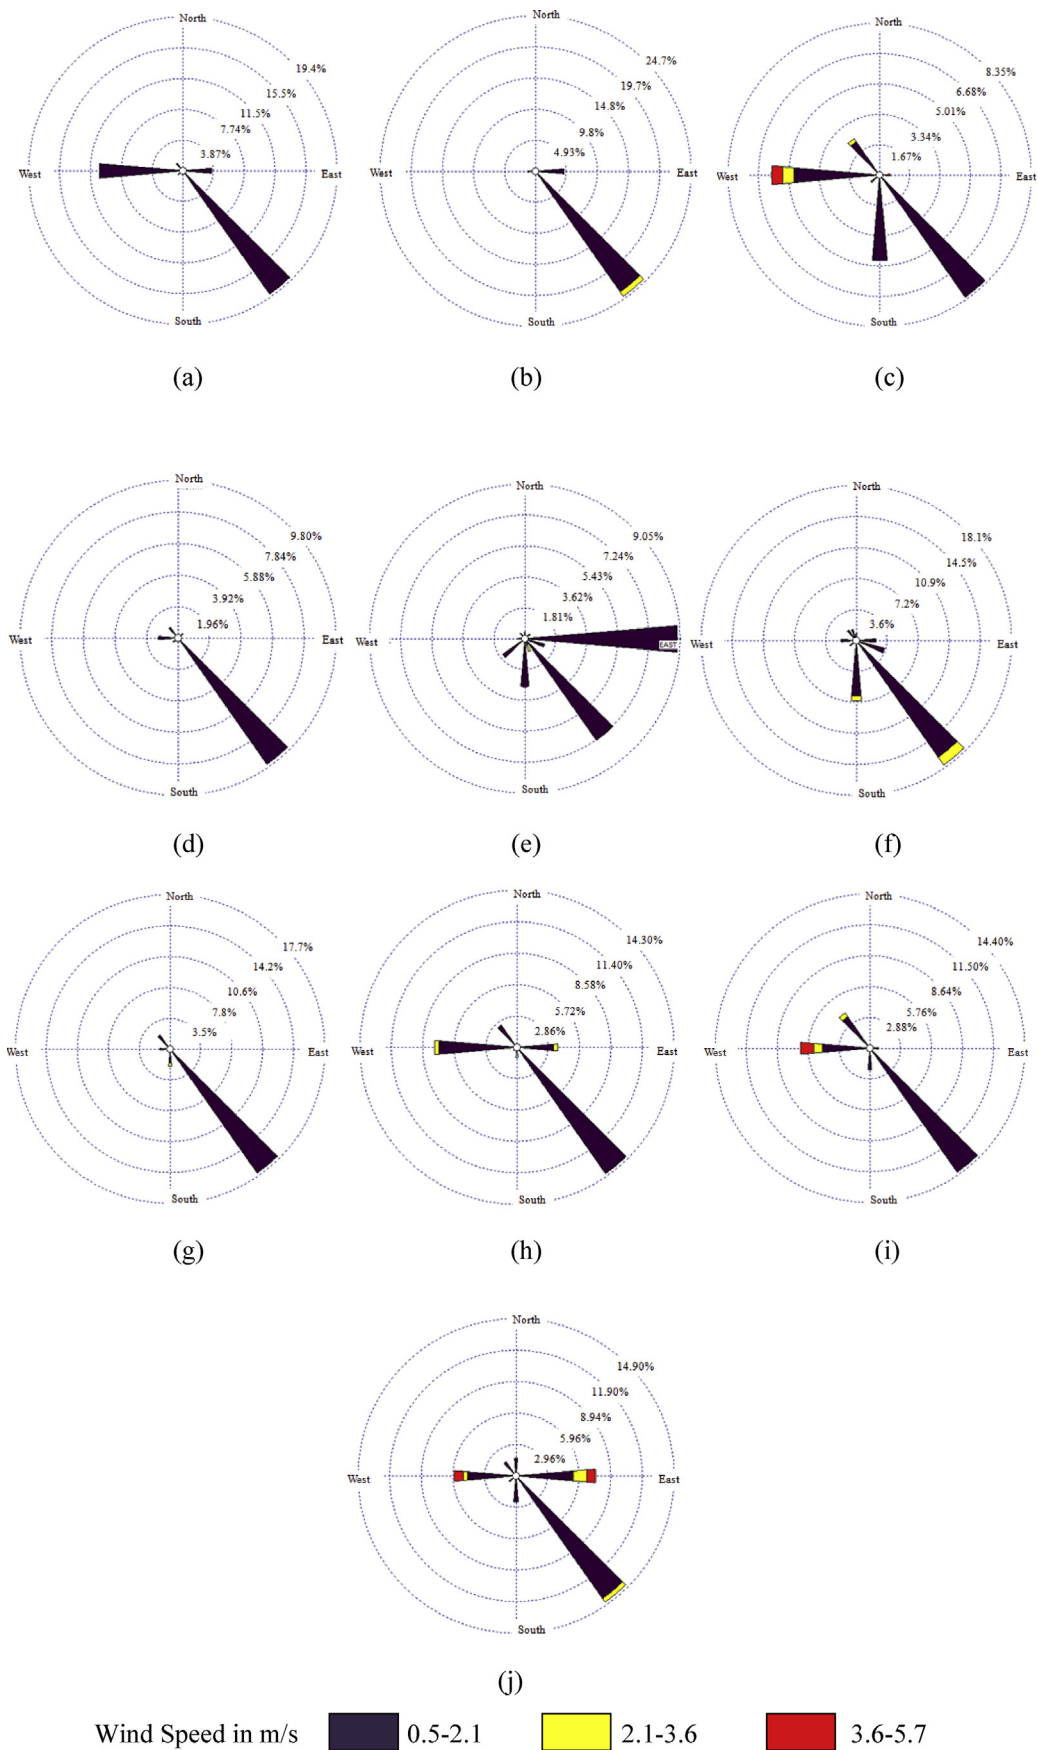 North
19.4%
15.5%
11.5%
7.74%
3.87%
West
East
South
(a)
North
24.7%
19.7%
14.8%
9.8%
4.93%
West
East
South
(b)
North
8.35%
6.68%
5.01%
3.34%
1.67%
West
East
South
(c)
North
9.80%
7.84%
5.88%
3.92%
1.96%
West
East
South
(d)
North
9.05%
7.24%
5.43%
3.62%
1.81%
West
EAST
South
(e)
North
18.1%
14.5%
10.9%
7.2%
3.6%
West
East
South
(f)
North
17.7%
14.2%
10.6%
7.8%
3.5%
West
East
South
(g)
North
14.30%
11.40%
8.58%
5.72%
2.86%
West
East
South
(h)
North
14.40%
11.50%
8.64%
5.76%
2.88%
West
East
South
(i)
North
14.90%
11.90%
8.94%
5.96%
2.96%
West
East
South
(j)
Wind Speed in m/s 0.5-2.1 2.1-3.6 3.6-5.7